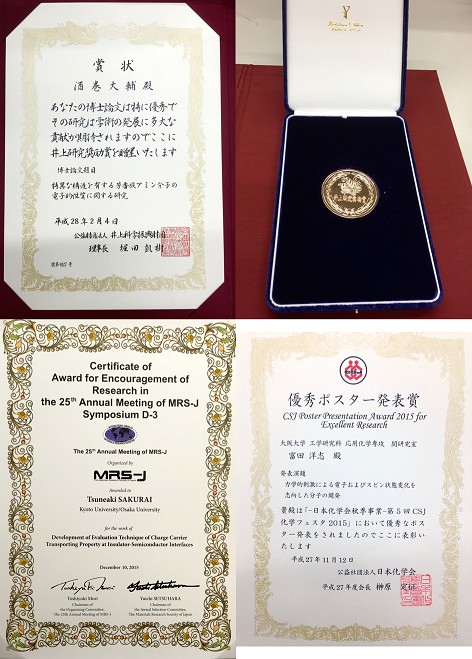 賞状
酒巻大輔殿
あなたの博士論文は特に優秀で
その研究は学術の発展に多大な
貢献が期待されますのでここに
井上研究奨励賞を贈呈いたします
博士論文題目
特異な構造を有する芳香族アミン分子の
電子的性質に関する研究
平成28年2月4日
公益財団法人 井上科学振興財団
理事長 堀田凱樹
井上研究奨励賞
Certificate of
Award for Encouragement of
Research in
the 25th Annual Meeting of MRS-J
Symposium D-3
The 25th Annual Meeting of MRS-J
Organized by
MRS-J
Awarded to
Tsuneaki SAKURAI
Kyoto University/Osaka University
for the work of
Development of Evaluation Technique of Charge Carrier
Transporting Property at Insulator-Semiconductor Interfaces
December 10, 2015
Toshiyuki Mori
Yuichi SETSUHARA
Chairman of
the Organizing Committee,
The 25th Annual Meeting of MRS-J
Chairman of
the Award Selection Committee,
The Materials Research Society of Japan
優秀ポスター発表賞
CSJ Poster Presentation Award 2015 for
Excellent Research
大阪大学 工学研究科 応用化学専攻 関研究室
富田 洋志 殿
発表演題
力学的刺激による電子およびスピン状態変化を
志向した分子の開発
貴殿は「日本化学会秋季事業-第5回CSJ
化学フェスタ2015」において優秀なポス
ター発表をされましたのでここに表彰い
たします
平成27年11月12日
公益社団法人日本化学会
平成27年度会長 榊原